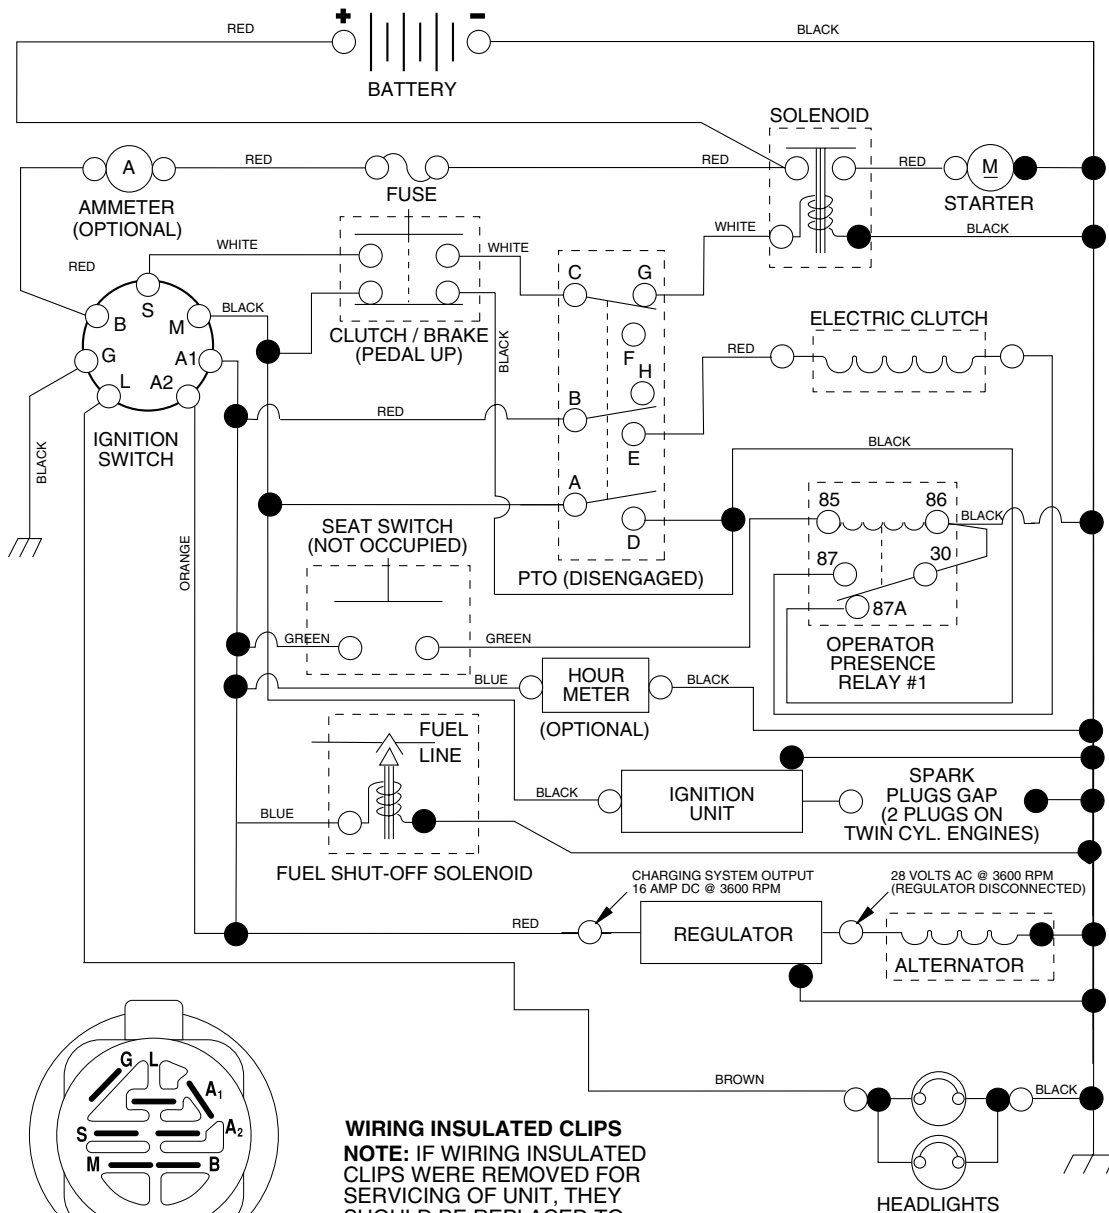 + -
RED
BLACK
BATTERY
SOLENOID
A
RED
RED
RED
M
FUSE
AMMETER
(OPTIONAL)
STARTER
WHITE
WHITE
WHITE
BLACK
RED
C
G
S
B
M
BLACK
F
ELECTRIC CLUTCH
CLUTCH / BRAKE
(PEDAL UP)
BLACK
RED
G
A1
L
A2
H
B
RED
E
IGNITION
SWITCH
BLACK
BLACK
A
D
85
86
BLACK
SEAT SWITCH
(NOT OCCUPIED)
ORANGE
PTO (DISENGAGED)
87
30
87A
GREEN
GREEN
OPERATOR
PRESENCE
RELAY #1
BLUE
HOUR
METER
BLACK
(OPTIONAL)
FUEL
LINE
BLACK
IGNITION
UNIT
SPARK
PLUGS GAP
(2 PLUGS ON
TWIN CYL. ENGINES)
BLUE
FUEL SHUT-OFF SOLENOID
CHARGING SYSTEM OUTPUT
16 AMP DC @ 3600 RPM
28 VOLTS AC @ 3600 RPM
(REGULATOR DISCONNECTED)
RED
REGULATOR
ALTERNATOR
BROWN
BLACK
HEADLIGHTS
G L
A1
A2
S
M
B
WIRING INSULATED CLIPS
NOTE: IF WIRING INSULATED
CLIPS WERE REMOVED FOR
SERVICING OF UNIT, THEY
SHOULD BE REPLACED TO